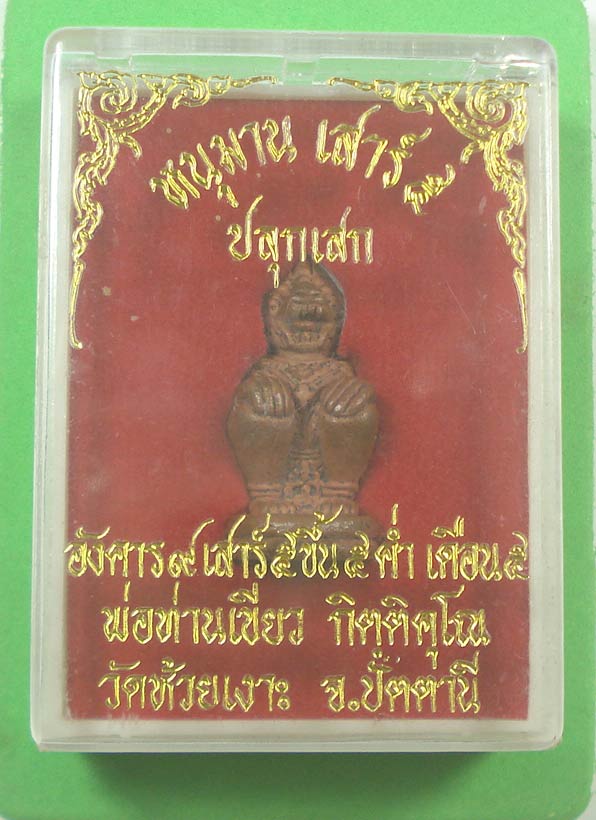 หนุมาน เสาร์ ๕
ปลุกเสก
อังคาร ๙ เสาร์ ๕ ขึ้น ๕ ค่ำ เดือน ๕
พ่อท่านเขียว กิตติคุโณ
วัดห้วยเงาะ จ.ปัตตานี